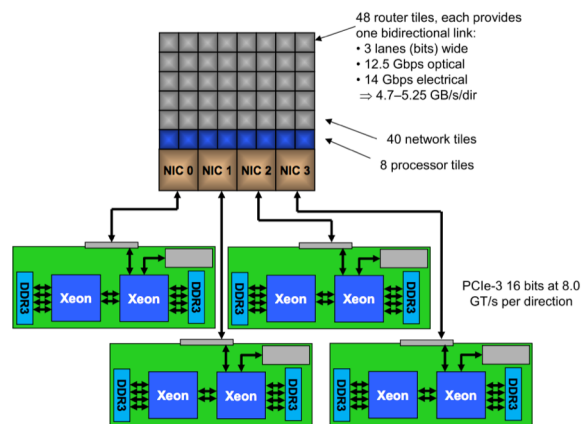 48 router tiles, each provides
one bidirectional link:
• 3 lanes (bits) wide
• 12.5 Gbps optical
• 14 Gbps electrical
⇒ 4.7–5.25 GB/s/dir
40 network tiles
8 processor tiles
NIC 0 NIC 1 NIC 2 NIC 3
DDR3 Xeon Xeon DDR3
DDR3 Xeon Xeon DDR3
PCIe-3 16 bits at 8.0
GT/s per direction
DDR3 Xeon Xeon DDR3
DDR3 Xeon Xeon DDR3